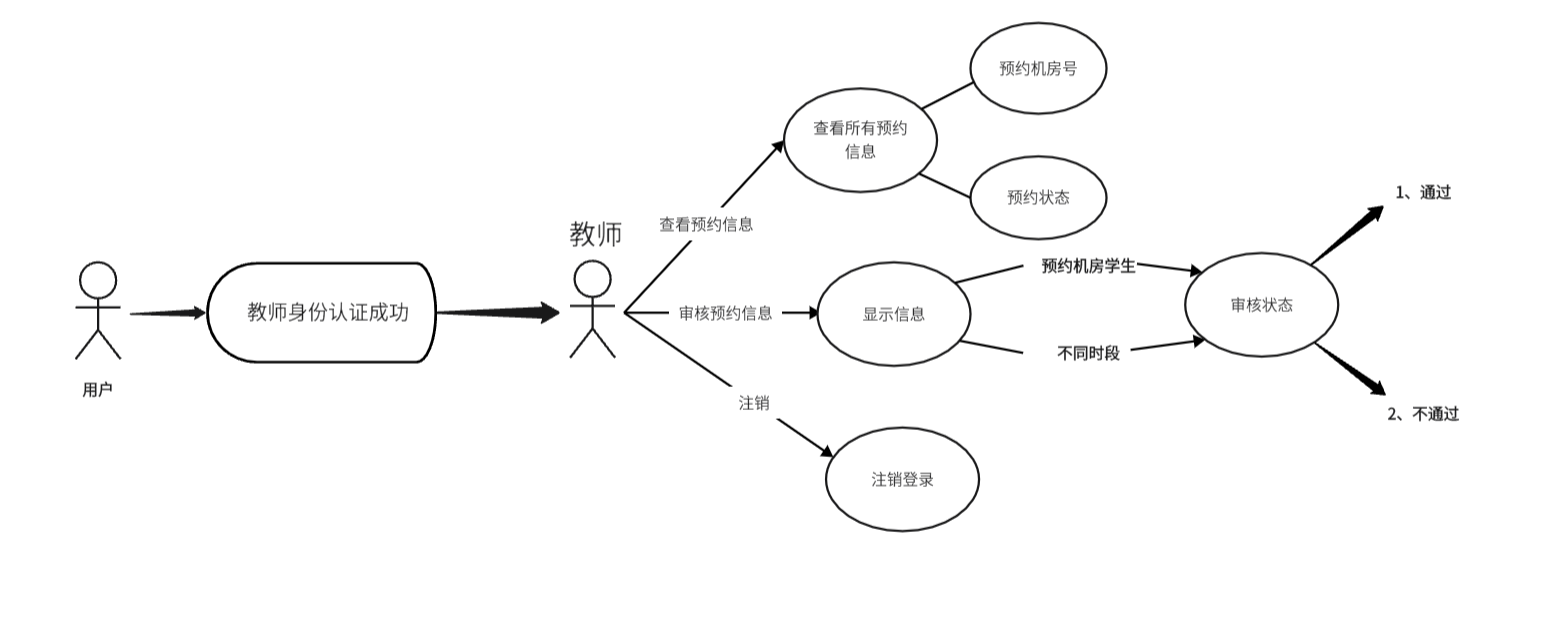 用户
教师身份认证成功
教师
查看预约信息
查看所有预约
信息
预约机房号
预约状态
审核预约信息
显示信息
预约机房学生
不同时段
审核状态
1、通过
2、不通过
注销
注销登录